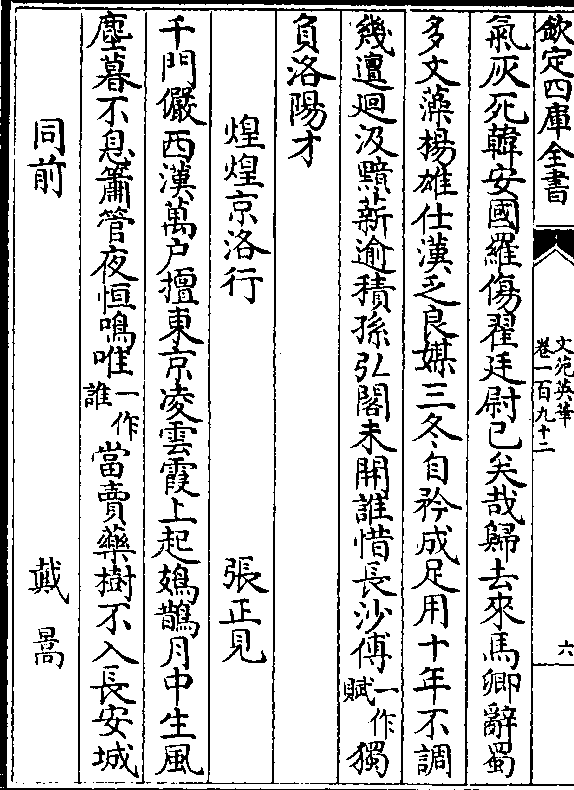 欽定四庫全書
文苑英華
卷一百九十二
六
氣灰死韓安國羅傷翟廷尉已矣哉歸去來馬卿辭蜀
多文藻楊雄仕漢乏良媒三冬自矜成足用十年不調
幾邅迴汲黯薪逾積孫弘閣未開誰惜長沙傅一作賦獨
負洛陽才
煌煌京洛行 張正見
千門儼西漢萬户擅東京凌雲霞上起鳷鵲月中生風
塵暮不息簫管夜恒鳴唯一作誰當賣藥樹不入長安城
同前 戴暠